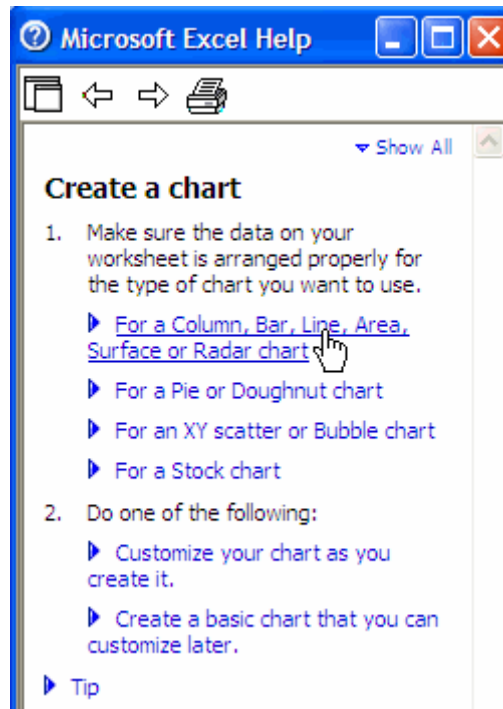 Microsoft Excel Help
Show All
Create a chart
1. Make sure the data on your
worksheet is arranged properly for
the type of chart you want to use.
For a Column, Bar, Line, Area,
Surface or Radar chart
For a Pie or Doughnut chart
For an XY scatter or Bubble chart
For a Stock chart
2. Do one of the following:
Customize your chart as you
create it.
Create a basic chart that you can
customize later.
Tip